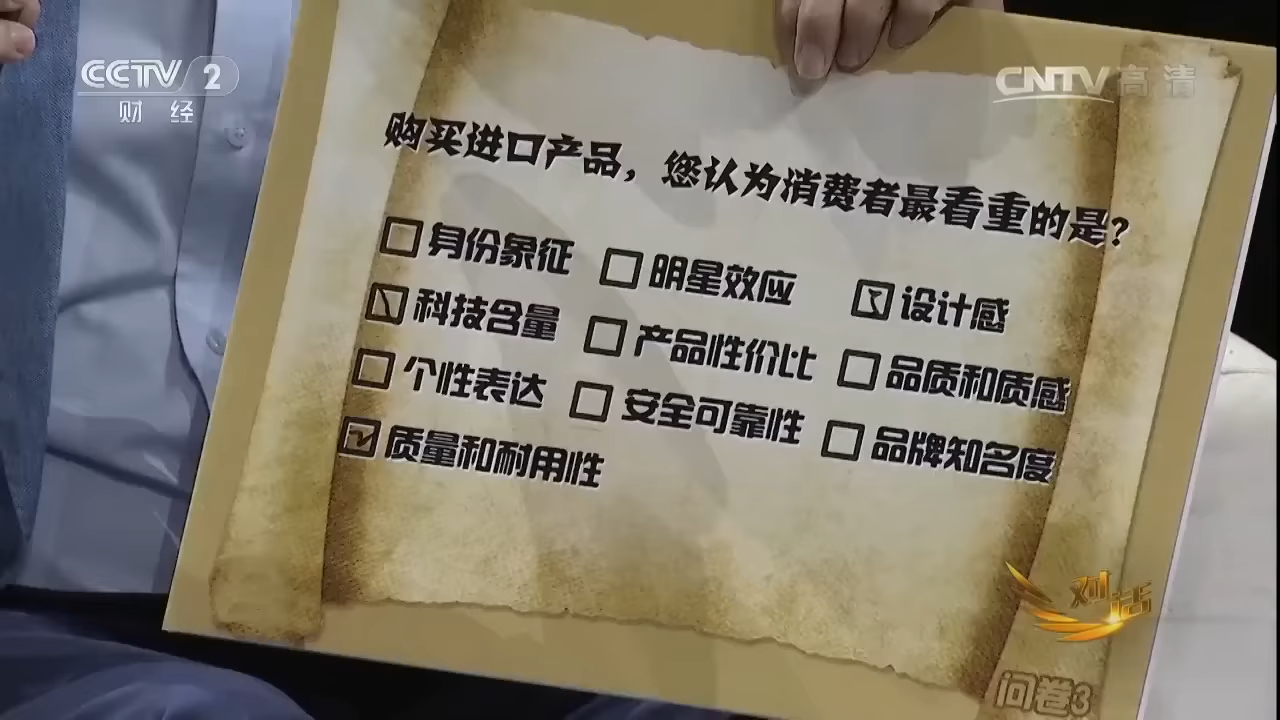 CCTV 2
财经
CNTV高清
购买进口产品，您认为消费者最看重的是?
身份象征 明星效应 设计感
科技含量 产品性价比 品质和质感
个性表达 安全可靠性 品牌知名度
质量和耐用性
对话
问卷3